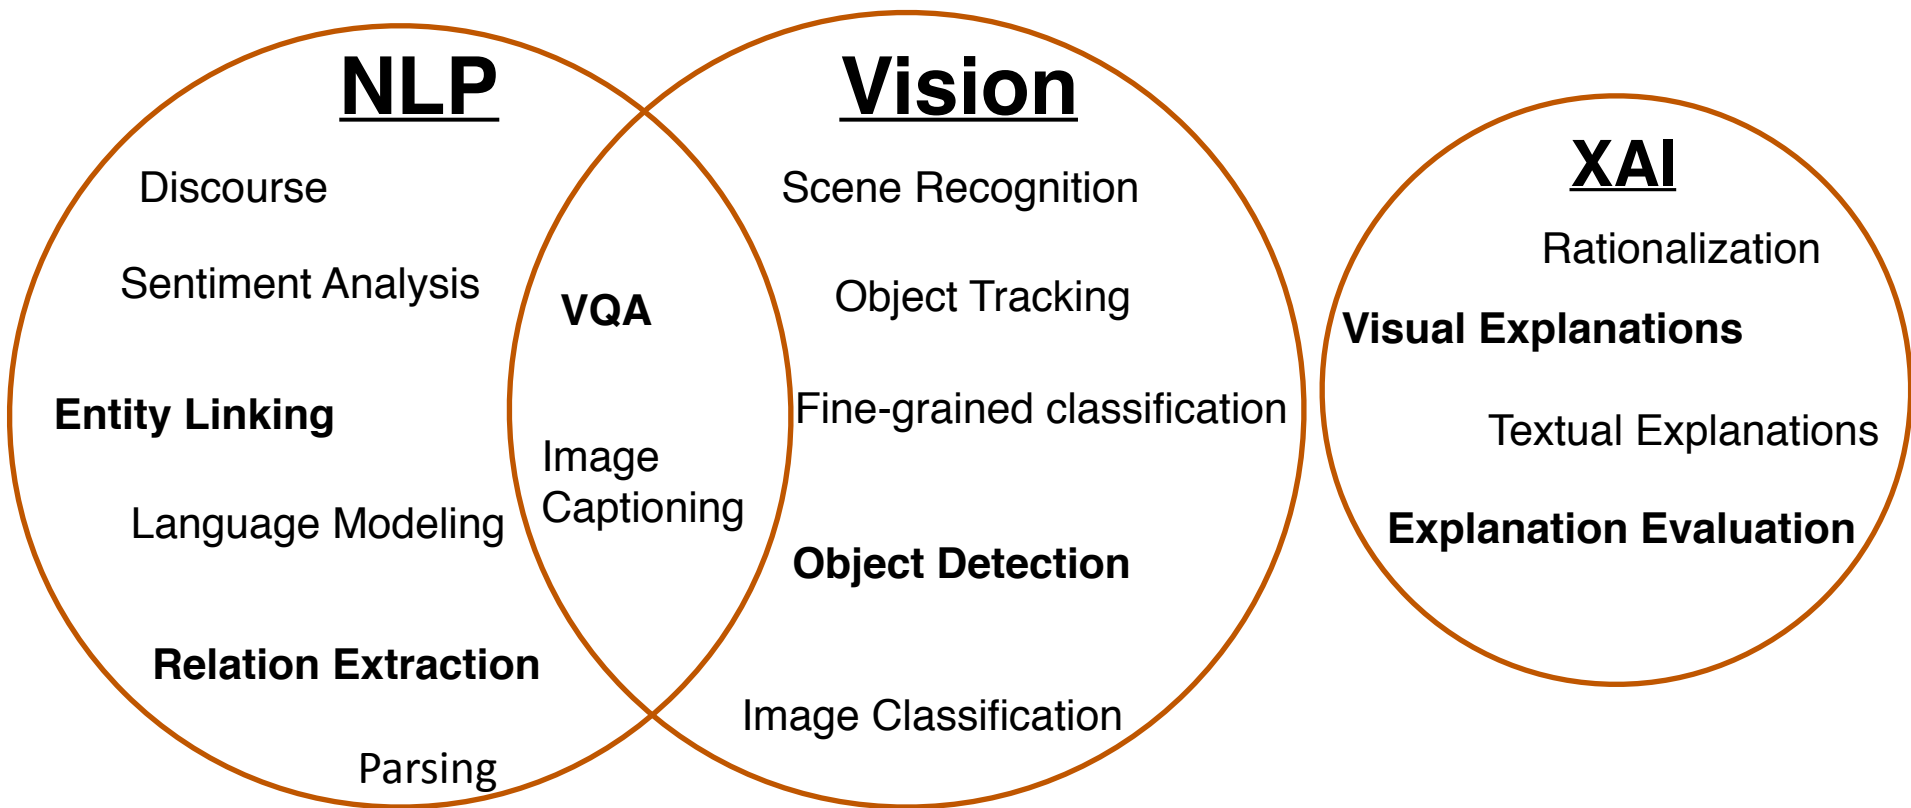 NLP
Discourse
Sentiment Analysis
Entity Linking
Language Modeling
Relation Extraction
Parsing
VQA
Image
Captioning
Vision
Scene Recognition
Object Tracking
Fine-grained classification
Object Detection
Image Classification
XAI
Rationalization
Visual Explanations
Textual Explanations
Explanation Evaluation